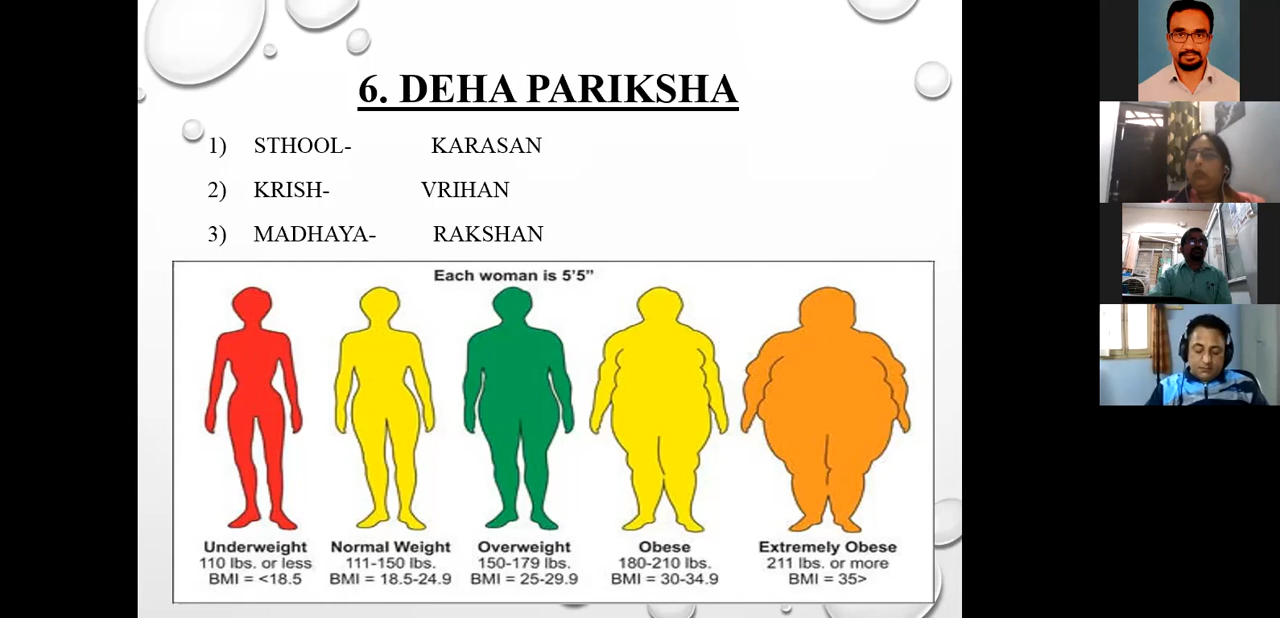 6. DEHA PARIKSHA
1) STHOOL- KARASAN
2) KRISH- VRIHAN
3) MADHAYA- RAKSHAN
Each woman is 5'5”
Underweight
110 lbs. or less
BMI = <18.5
Normal Weight
111-150 lbs.
BMI = 18.5-24.9
Overweight
150-179 lbs.
BMI = 25-29.9
Obese
180-210 lbs.
BMI = 30-34.9
Extremely Obese
211 lbs. or more
BMI = 35>